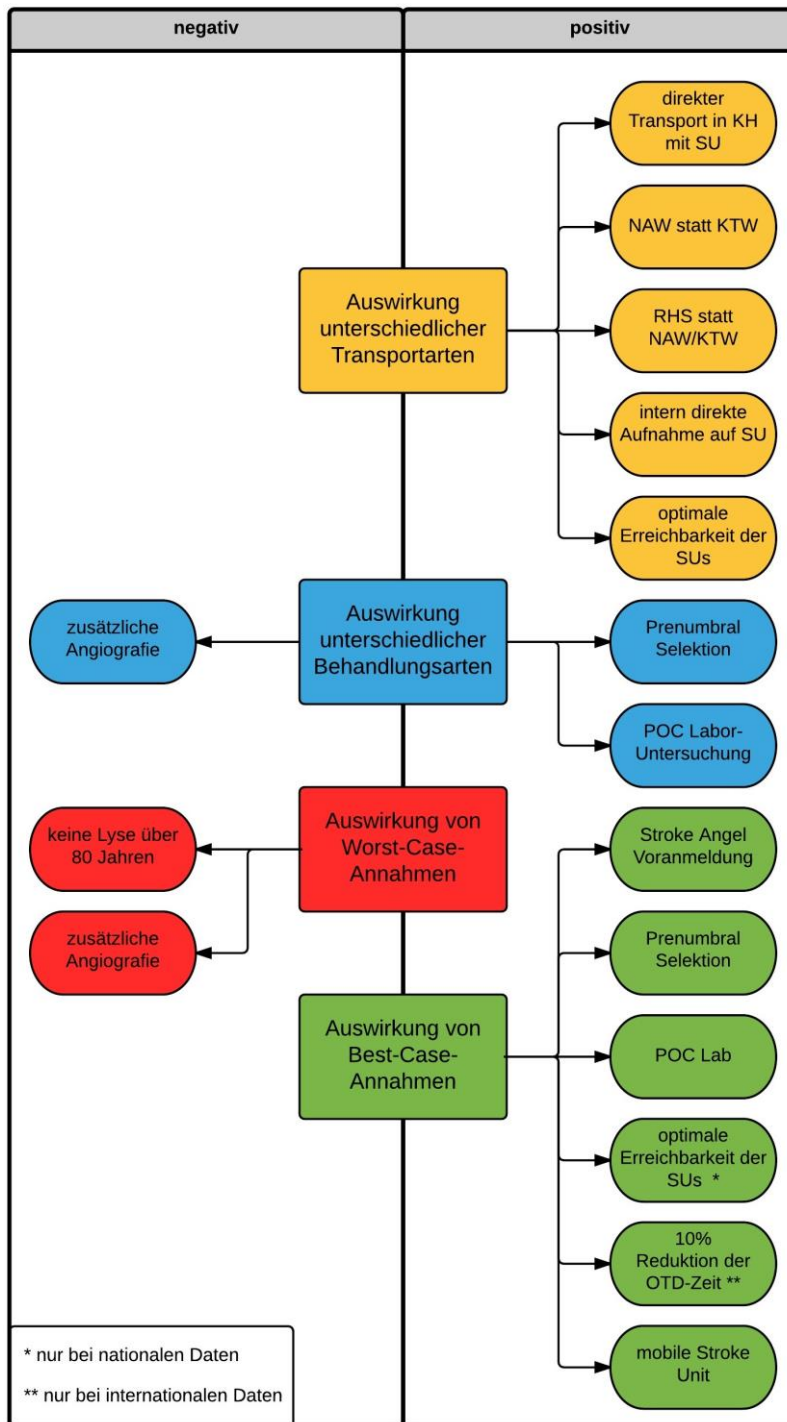 negativ
positiv
direkter
Transport in KH
mit SU
NAW statt KTW
Auswirkung
unterschiedlicher
Transportarten
RHS statt
NAW/KTW
intern direkte
Aufnahme auf SU
optimale
Erreichbarkeit der
SUs
zusätzliche
Angiografie
Auswirkung
unterschiedlicher
Behandlungsarten
Prenumbral
Selektion
POC Labor-
Untersuchung
keine Lyse über
80 Jahren
Auswirkung von
Worst-Case-
Annahmen
Stroke Angel
Voranmeldung
zusätzliche
Angiografie
Prenumbral
Selektion
Auswirkung von
Best-Case-
Annahmen
POC Lab
optimale
Erreichbarkeit der
SUs *
10%
Reduktion der
OTD-Zeit **
mobile Stroke
Unit
* nur bei nationalen Daten
** nur bei internationalen Daten